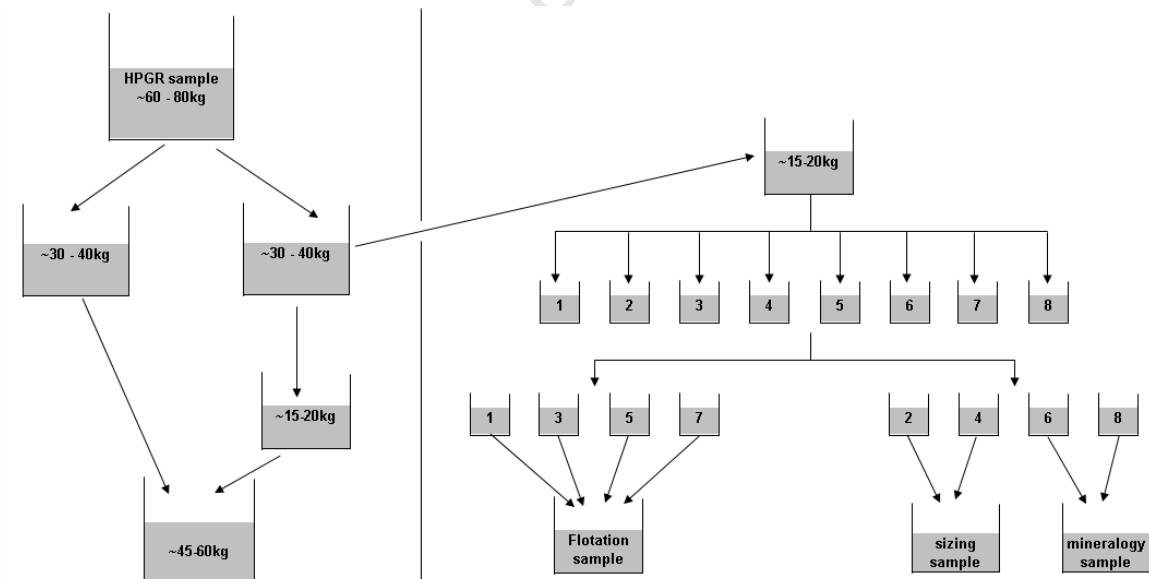 HPGR sample
~60 - 80kg
~30 - 40kg
~30 - 40kg
~15-20kg
~45-60kg
~15-20kg
1 2 3 4 5 6 7 8
1 3 5 7 2 4 6 8
Flotation
sample
sizing
sample
mineralogy
sample